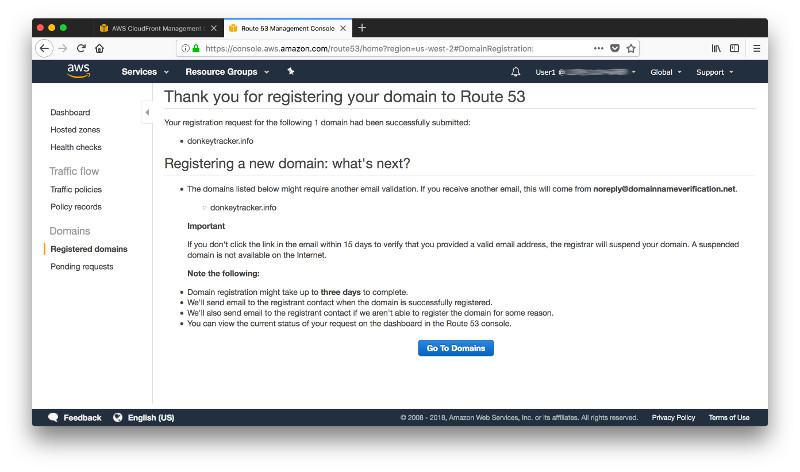 AWS CloudFront Management C
Route 53 Management Console
https://console.aws.amazon.com/route53/home?region=us-west-2#DomainRegistration:
aws
Services
Resource Groups
User1 @
Global
Support
Dashboard
Hosted zones
Health checks
Traffic flow
Traffic policies
Policy records
Domains
Registered domains
Pending requests
Thank you for registering your domain to Route 53
Your registration request for the following 1 domain had been successfully submitted:
• donkeytracker.info
Registering a new domain: what's next?
• The domains listed below might require another email validation. If you receive another email, this will come from noreply@domainnameverification.net.
○ donkeytracker.info
Important
If you don't click the link in the email within 15 days to verify that you provided a valid email address, the registrar will suspend your domain. A suspended
domain is not available on the Internet.
Note the following:
• Domain registration might take up to three days to complete.
• We'll send email to the registrant contact when the domain is successfully registered.
• We'll also send email to the registrant contact if we aren't able to register the domain for some reason.
• You can view the current status of your request on the dashboard in the Route 53 console.
Go To Domains
Feedback
English (US)
© 2008 - 2018, Amazon Web Services, Inc. or its affiliates. All rights reserved.
Privacy Policy
Terms of Use